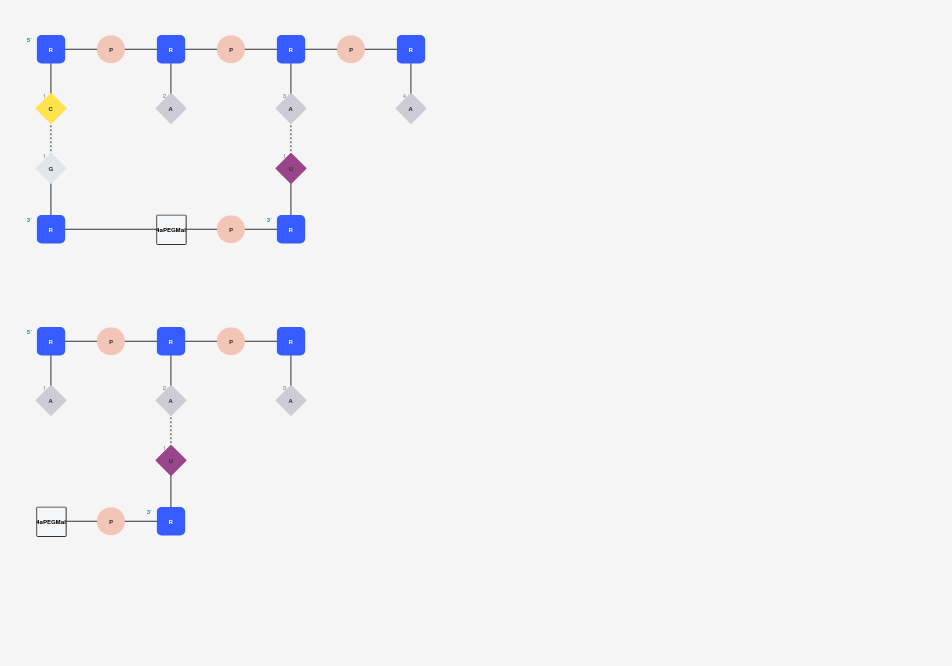 5' R P R P R P R
1 2 3 4
C A A A
1 1
G U
3' 3'
R 4aPEGMal P R
5' R P R P R
1 2 3
A A A
1
U
3'
4aPEGMal P R